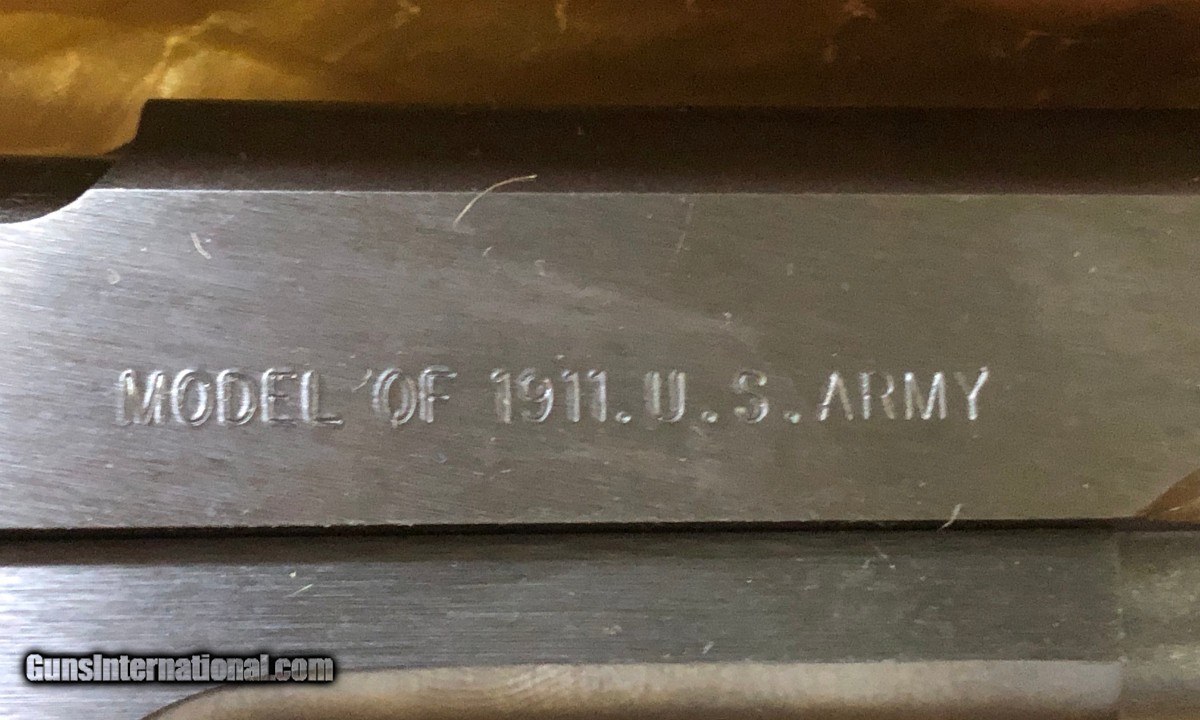 MODEL OF 1911. U. S. ARMY
GunsInternational.com